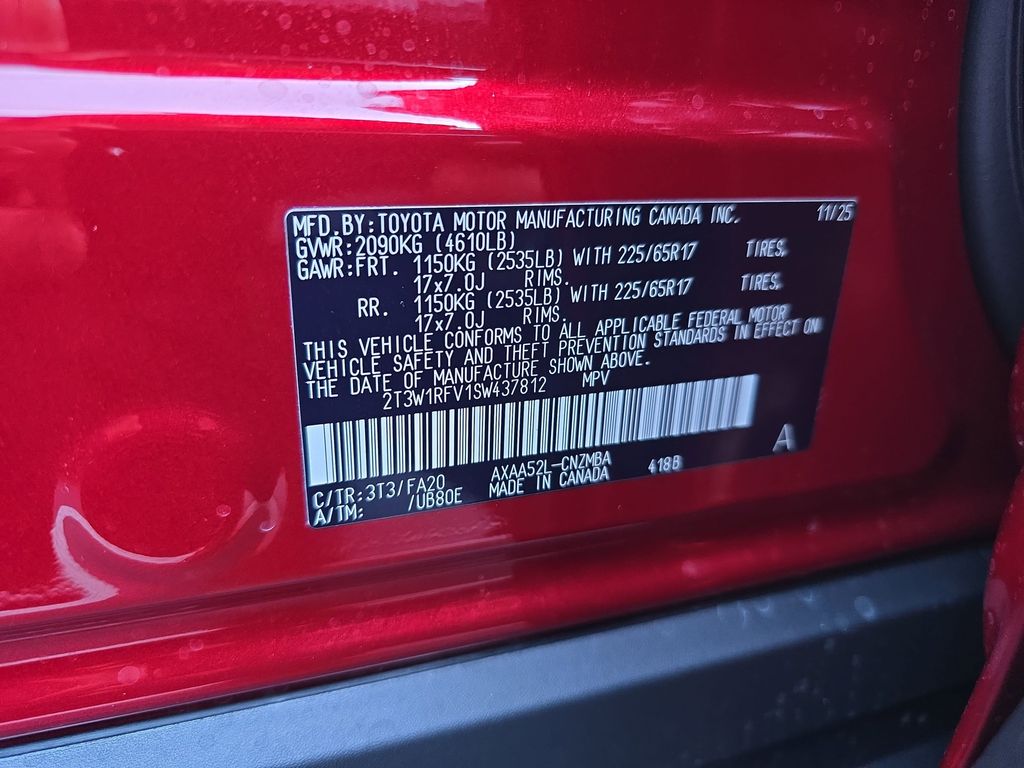 MFD.BY:TOYOTA MOTOR MANUFACTURING CANADA INC. 11/25
GVWR:2090KG (4610LB)
GAWR:FRT. 1150KG (2535LB) WITH 225/65R17 TIRES,
17x7.0J RIMS.
RR. 1150KG (2535LB) WITH 225/65R17 TIRES,
17x7.0J RIMS.
THIS VEHICLE CONFORMS TO ALL APPLICABLE FEDERAL MOTOR
VEHICLE SAFETY AND THEFT PREVENTION STANDARDS IN EFFECT ON
THE DATE OF MANUFACTURE SHOWN ABOVE.
2T3W1RFV1SW437812 MPV
A
C/TR:3T3/FA20 AXAA52L-CNZMBA 418B
A/TM: /UB80E MADE IN CANADA